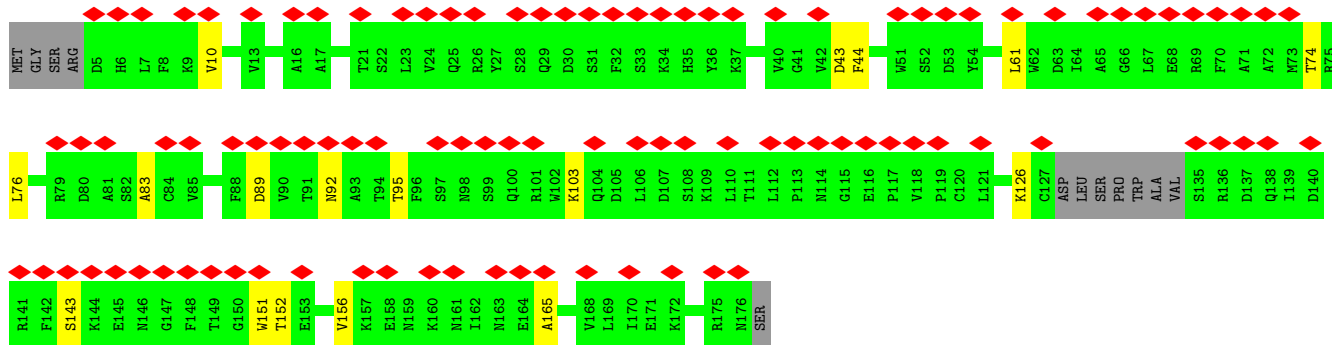 MET GLY SER ARG D5 H6 L7 F8 K9 V10 V13 A16 A17 T21 S22 L23 V24 Q25 R26 Y27 S28 Q29 D30 S31 F32 S33 K34 H35 Y36 K37 V40 G41 V42 D43 F44 W51 S52 D53 Y54 L61 W62 D63 I64 A65 G66 L67 E68 R69 F70 A71 A72 M73 T74 R75
L76 R79 D80 A81 S82 A83 C84 V85 F88 D89 V90 T91 N92 A93 T94 T95 F96 S97 N98 S99 Q100 R101 W102 K103 Q104 D105 L106 D107 S108 K109 L110 T111 L112 P113 N114 G115 E116 P117 V118 P119 C120 L121 K126 C127 ASP LEU SER PRO TRP ALA VAL S135 R136 D137 Q138 I139 D140
R141 F142 S143 K144 E145 N146 G147 F148 T149 G150 W151 T152 E153 V156 K157 E158 N159 K160 N161 I162 N163 E164 A165 V168 L169 I170 E171 K172 R175 N176 SER